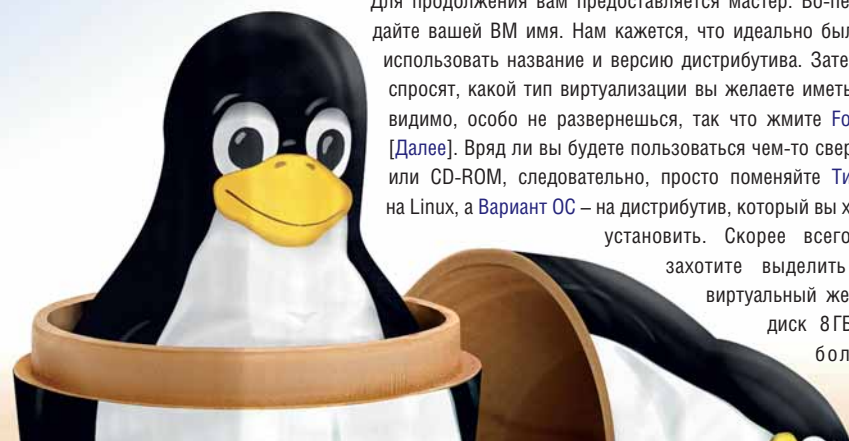 Для продолжения вам предоставляется мастер. Во-пе
дайте вашей ВМ имя. Нам кажется, что идеально был
использовать название и версию дистрибутива. Зате
спросят, какой тип виртуализации вы желаете иметь
видимо, особо не развернешься, так что жмите Fo
[Далее]. Вряд ли вы будете пользоваться чем-то свер
или CD-ROM, следовательно, просто поменяйте Ти
на Linux, а Вариант ОС – на дистрибутив, который вы х
установить. Скорее всего
захотите выделить
виртуальный же
диск 8 ГБ
бол